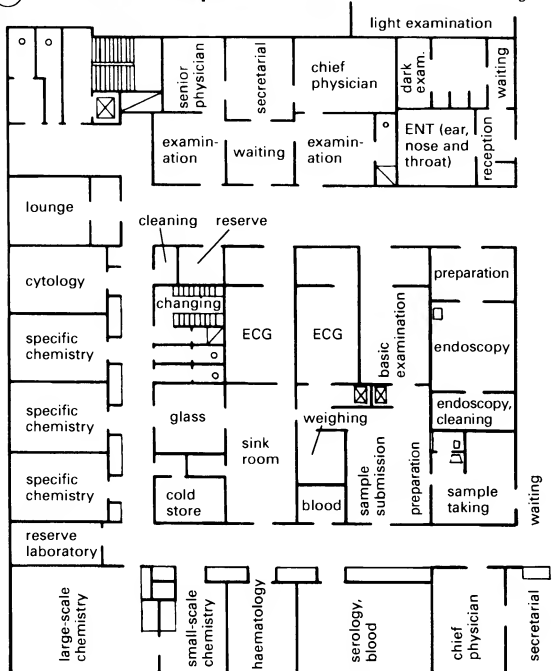 light examination
senior
physician
secretarial
chief
physician
dark
exam.
waiting
examin-
ation
waiting
examin-
ation
ENT (ear,
nose and
throat)
reception
lounge
cleaning
reserve
cytology
changing
ECG
ECG
basic
examination
preparation
specific
chemistry
endoscopy
specific
chemistry
glass
weighing
endoscopy,
cleaning
sink
room
specific
chemistry
cold
store
blood
sample
submission
preparation
sample
taking
waiting
reserve
laboratory
large-scale
chemistry
small-scale
chemistry
haematology
serology,
blood
chief
physician
secretarial